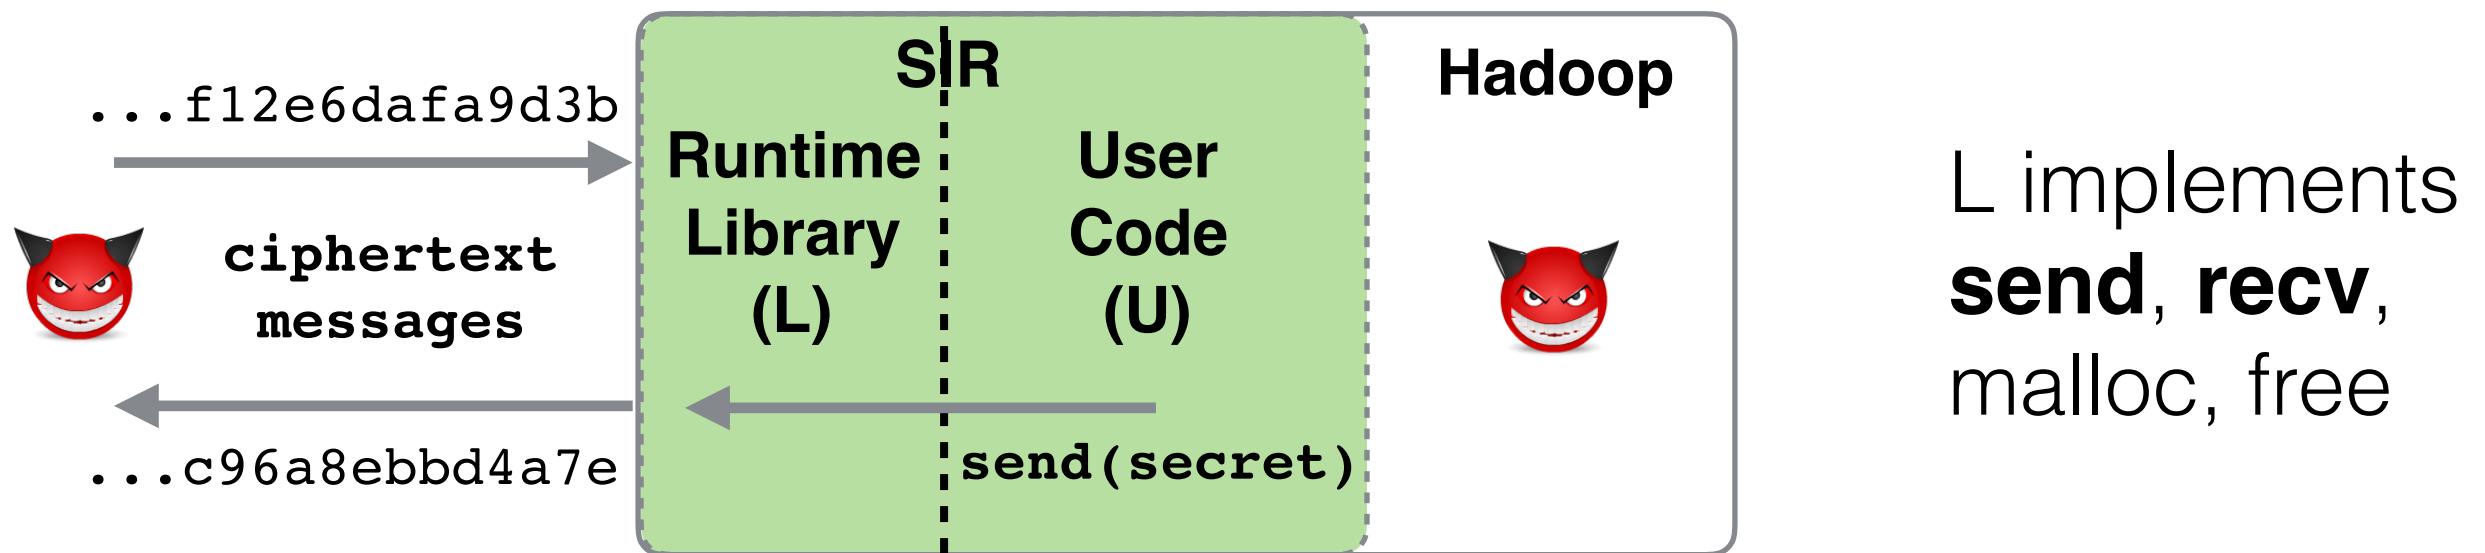 ...f12e6dafa9d3b
ciphertext
messages
...c96a8ebbd4a7e
SIR
Runtime
Library
(L)
User
Code
(U)
send(secret)
Hadoop
L implements
send, recv,
malloc, free